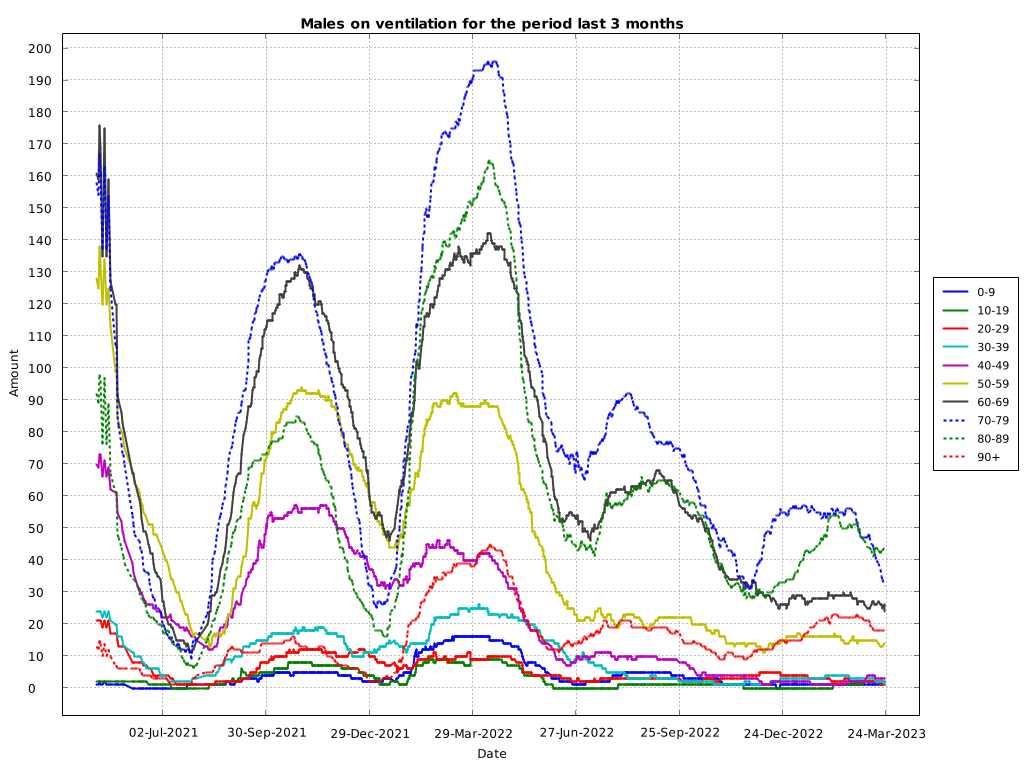 Males on ventilation for the period last 3 months
200
190
180
170
160
150
140
130
120
110
100
90
80
70
60
50
40
30
20
10
0
Amount
02-Jul-2021
30-Sep-2021
29-Dec-2021
29-Mar-2022
27-Jun-2022
25-Sep-2022
24-Dec-2022
24-Mar-2023
Date
0-9
10-19
20-29
30-39
40-49
50-59
60-69
70-79
80-89
90+